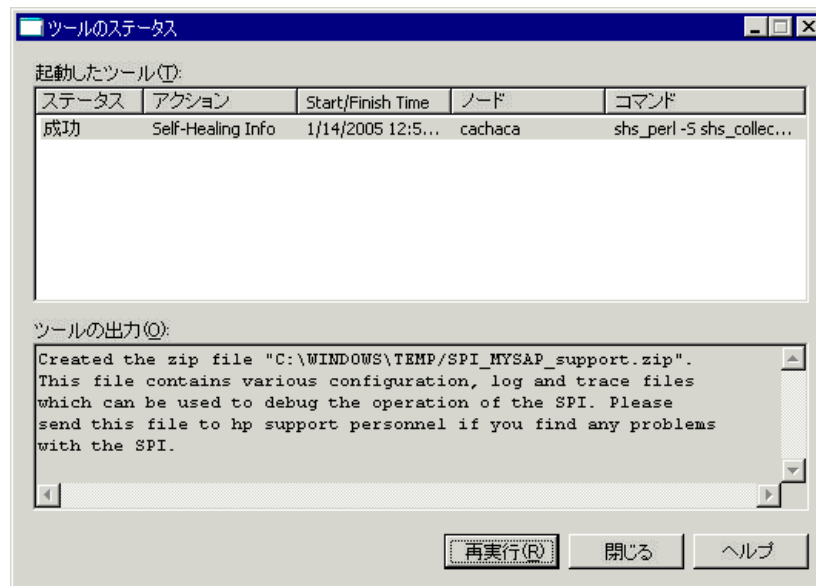 ツールのステータス
起動したツール(T):
ステータス アクション Start/Finish Time ノード コマンド
成功 Self-Healing Info 1/14/2005 12:5... cachaca shs_perl -S shs_collec...
ツールの出力(O):
Created the zip file "C:\WINDOWS\TEMP/SPI_MYSAP_support.zip".
This file contains various configuration, log and trace files
which can be used to debug the operation of the SPI. Please
send this file to hp support personnel if you find any problems
with the SPI.
再実行(R) 閉じる ヘルプ